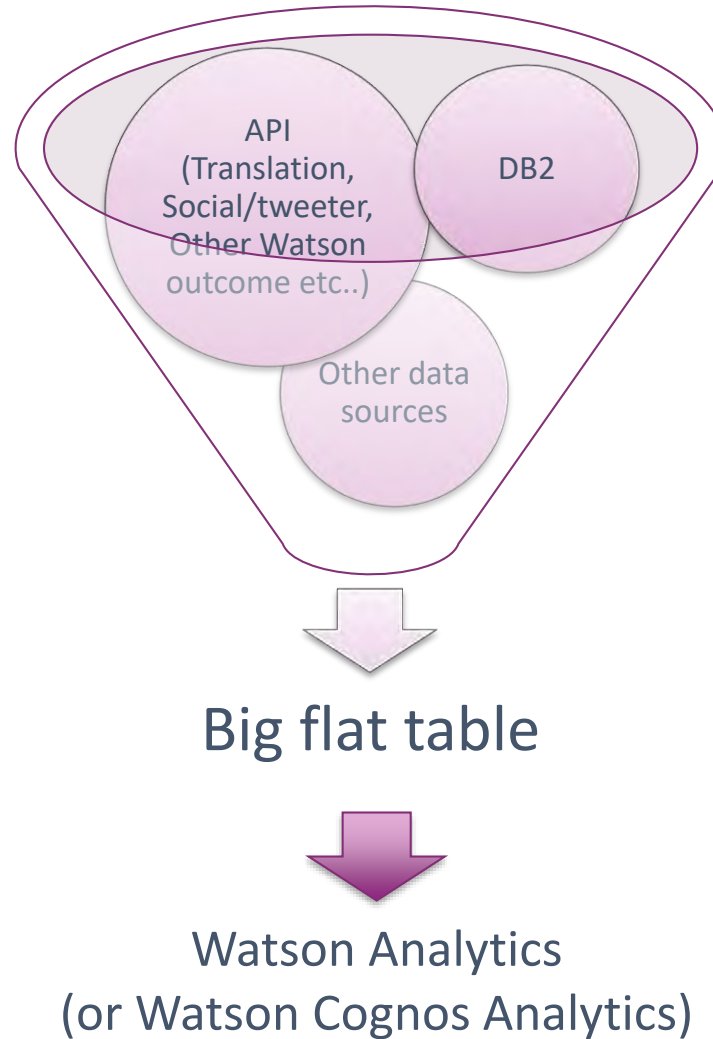 API
(Translation,
Social/tweeter,
Other Watson
outcome etc..)
DB2
Other data
sources
Big flat table
Watson Analytics
(or Watson Cognos Analytics)